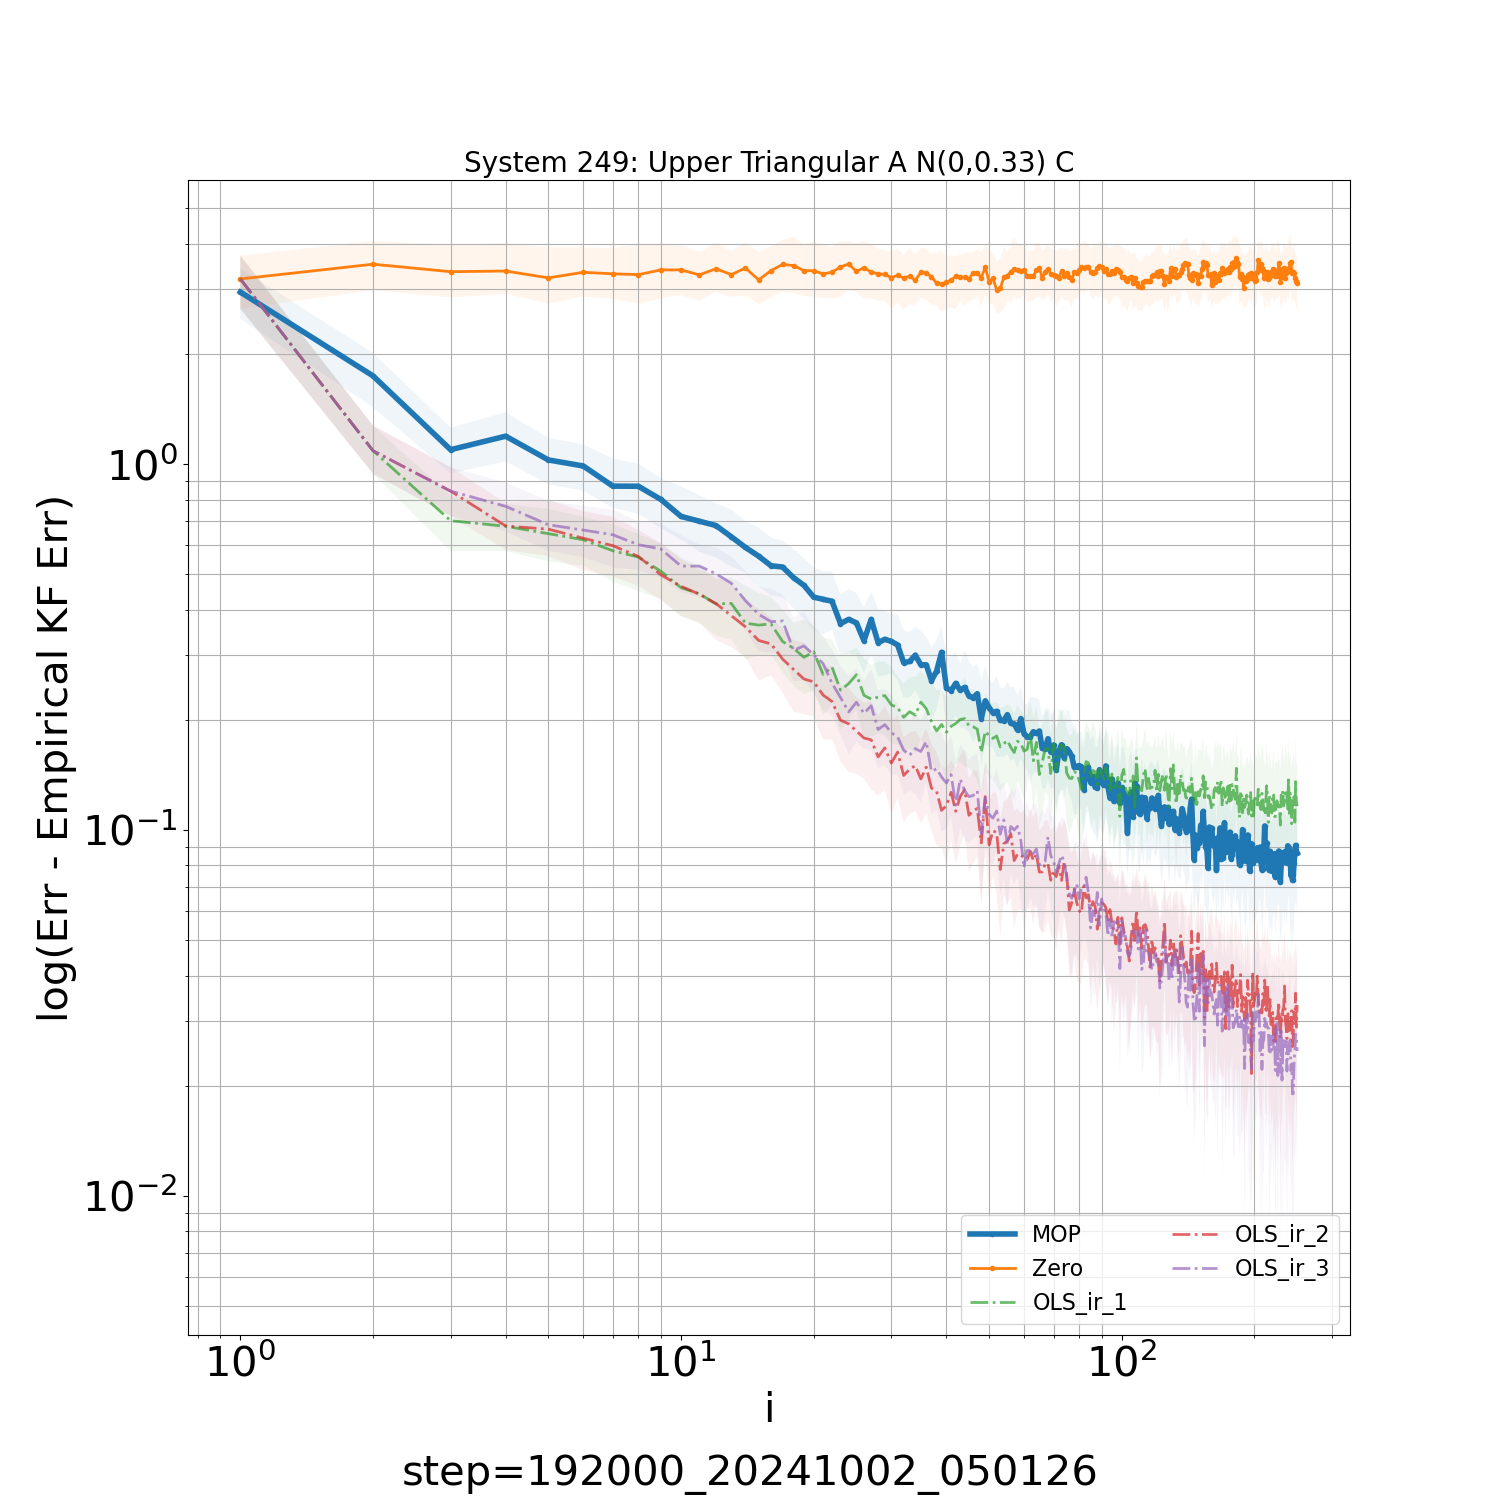 System 249: Upper Triangular A N(0,0.33) C
log(Err - Empirical KF Err)
10⁰
10⁻¹
10⁻²
10⁰ 10¹ 10²
i
step=192000_20241002_050126
MOP
Zero
OLS_ir_1
OLS_ir_2
OLS_ir_3